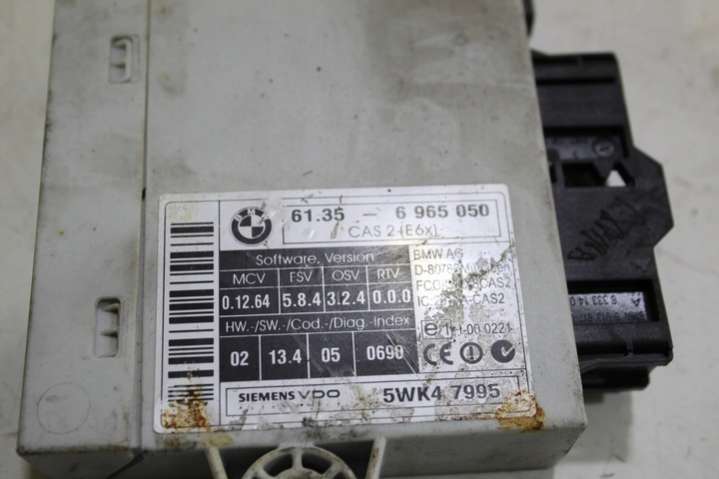 61.35 - 6 965 050
CAS 2 (E6x)
Software, Version
MCV FSV OSV RTV
0.12.64 5.8.4 3.2.4 0.0.0
HW.-/SW.-/Cod-/Diag.-Index
02 13.4 05 0690
BMW AG
SIEMENS VDO 5WK4 7995